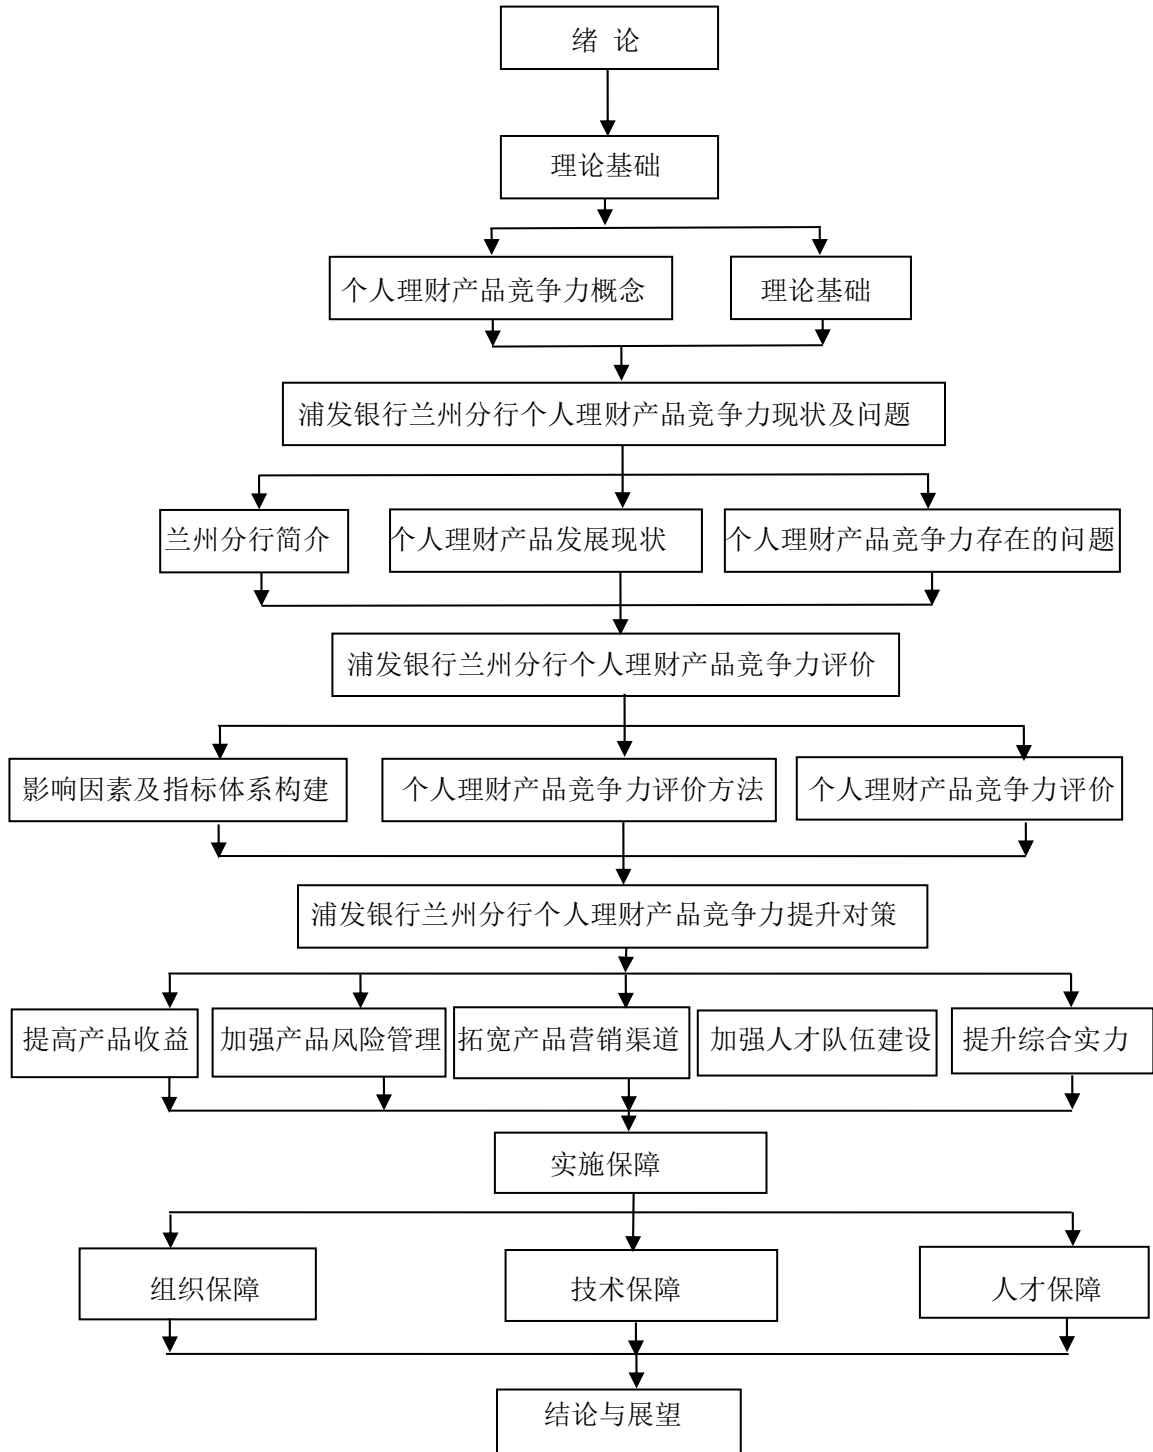 绪 论
理论基础
个人理财产品竞争力概念
理论基础
浦发银行兰州分行个人理财产品竞争力现状及问题
兰州分行简介
个人理财产品发展现状
个人理财产品竞争力存在的问题
浦发银行兰州分行个人理财产品竞争力评价
影响因素及指标体系构建
个人理财产品竞争力评价方法
个人理财产品竞争力评价
浦发银行兰州分行个人理财产品竞争力提升对策
提高产品收益
加强产品风险管理
拓宽产品营销渠道
加强人才队伍建设
提升综合实力
实施保障
组织保障
技术保障
人才保障
结论与展望